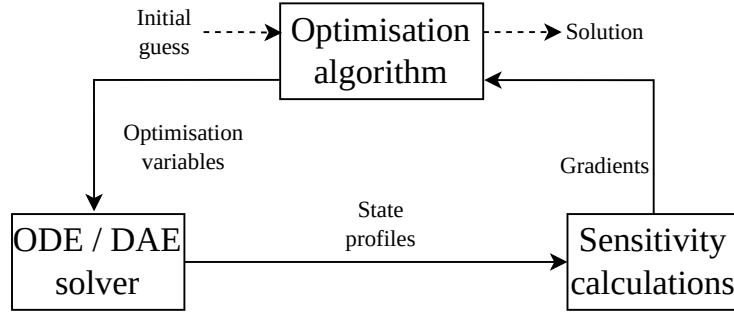 Initial
guess
Optimisation
algorithm
Solution
Optimisation
variables
Gradients
ODE / DAE
solver
State
profiles
Sensitivity
calculations